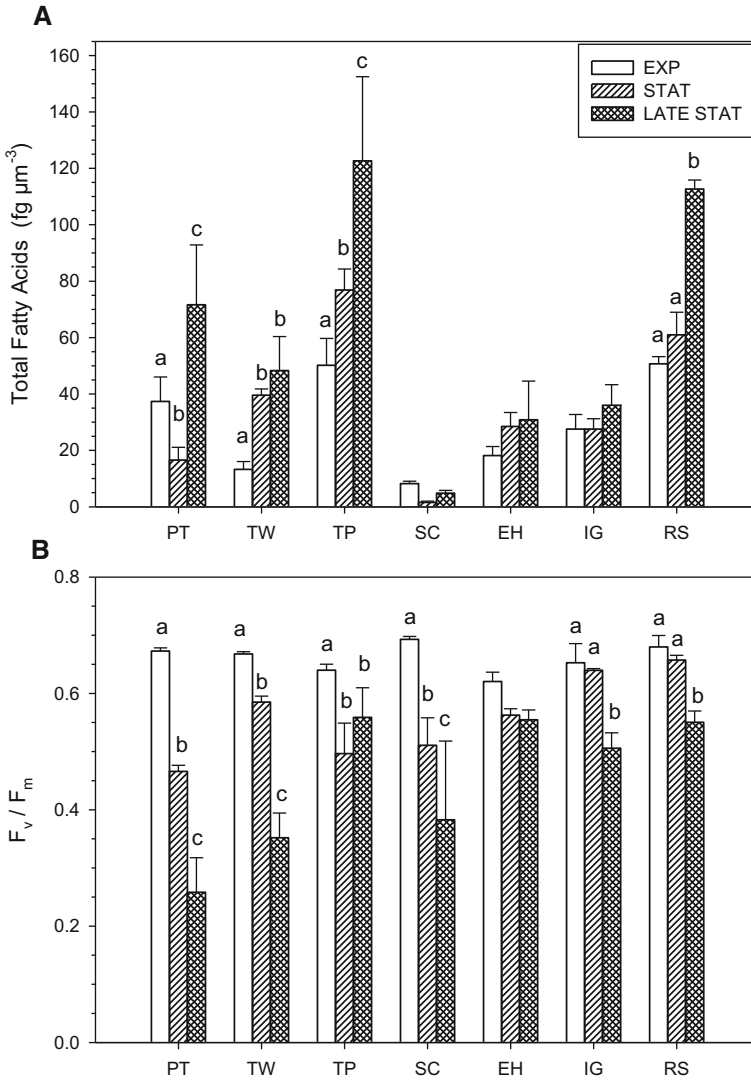 A
Total Fatty Acids (fg µm⁻³)
160
140
120
100
80
60
40
20
0
EXP
STAT
LATE STAT
a
b
c
a
b
b
a
b
c
a
a
b
PT TW TP SC EH IG RS
B
Fᵥ / Fₘ
0.8
0.6
0.4
0.2
0.0
a
b
c
a
b
c
a
b
b
a
b
c
a
a
b
a
a
b
PT TW TP SC EH IG RS